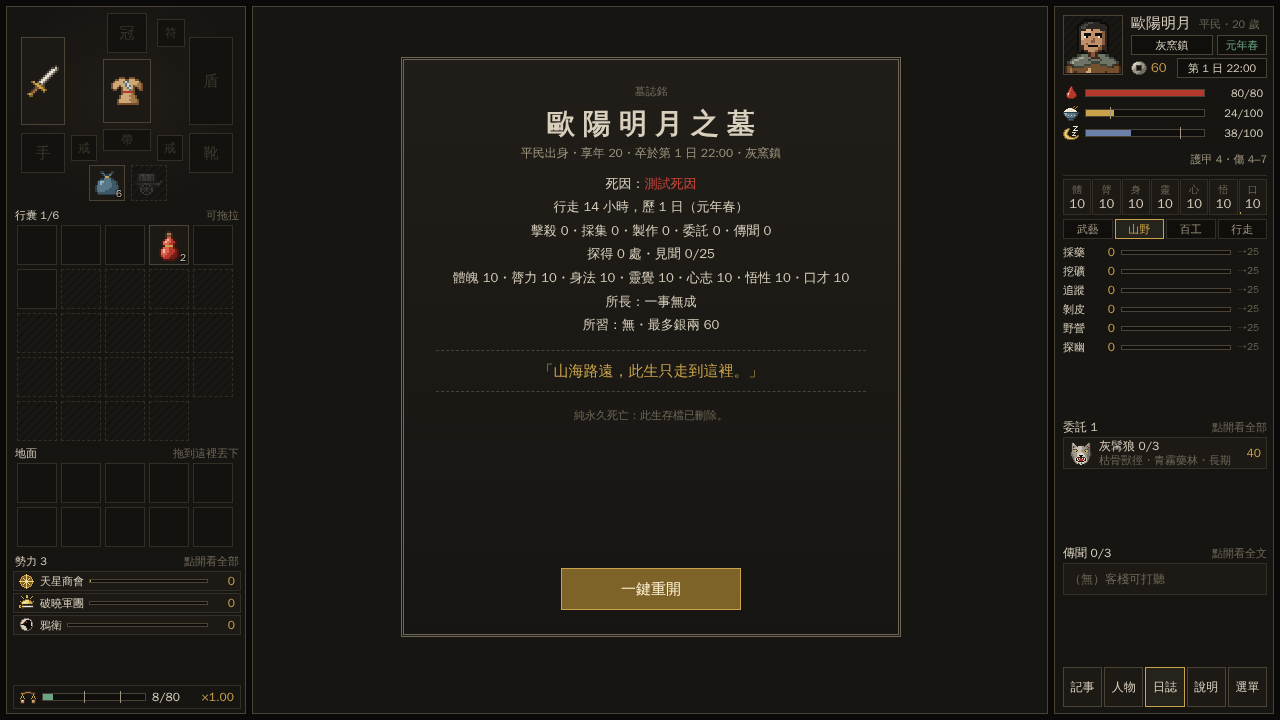 冠
符
盾
手
戒
帶
戒
靴
6
行囊 1/6
可拖拉
2
地面
拖到這裡丟下
勢力 3
點開看全部
天星商會
0
破曉軍團
0
鴉衛
0
8/80
×1.00
墓誌銘
歐陽明月之墓
平民出身・享年 20・卒於第 1 日 22:00・灰窯鎮
死因：測試死因
行走 14 小時，歷 1 日（元年春）
擊殺 0・採集 0・製作 0・委託 0・傳聞 0
探得 0 處・見聞 0/25
體魄 10・膂力 10・身法 10・靈覺 10・心志 10・悟性 10・口才 10
所長：一事無成
所習：無・最多銀兩 60
「山海路遠，此生只走到這裡。」
純永久死亡：此生存檔已刪除。
一鍵重開
歐陽明月 平民・20 歲
灰窯鎮
元年春
60
第 1 日 22:00
80/80
24/100
38/100
護甲 4・傷 4–7
體 膂 身 靈 心 悟 口
10 10 10 10 10 10 10
武藝 山野 百工 行走
採藥 0 →25
挖礦 0 →25
追蹤 0 →25
剝皮 0 →25
野營 0 →25
探幽 0 →25
委託 1
點開看全部
灰髯狼 0/3
枯骨獸徑・青霧藥林・長期
40
傳聞 0/3
點開看全文
（無）客棧可打聽
記事 人物 日誌 說明 選單